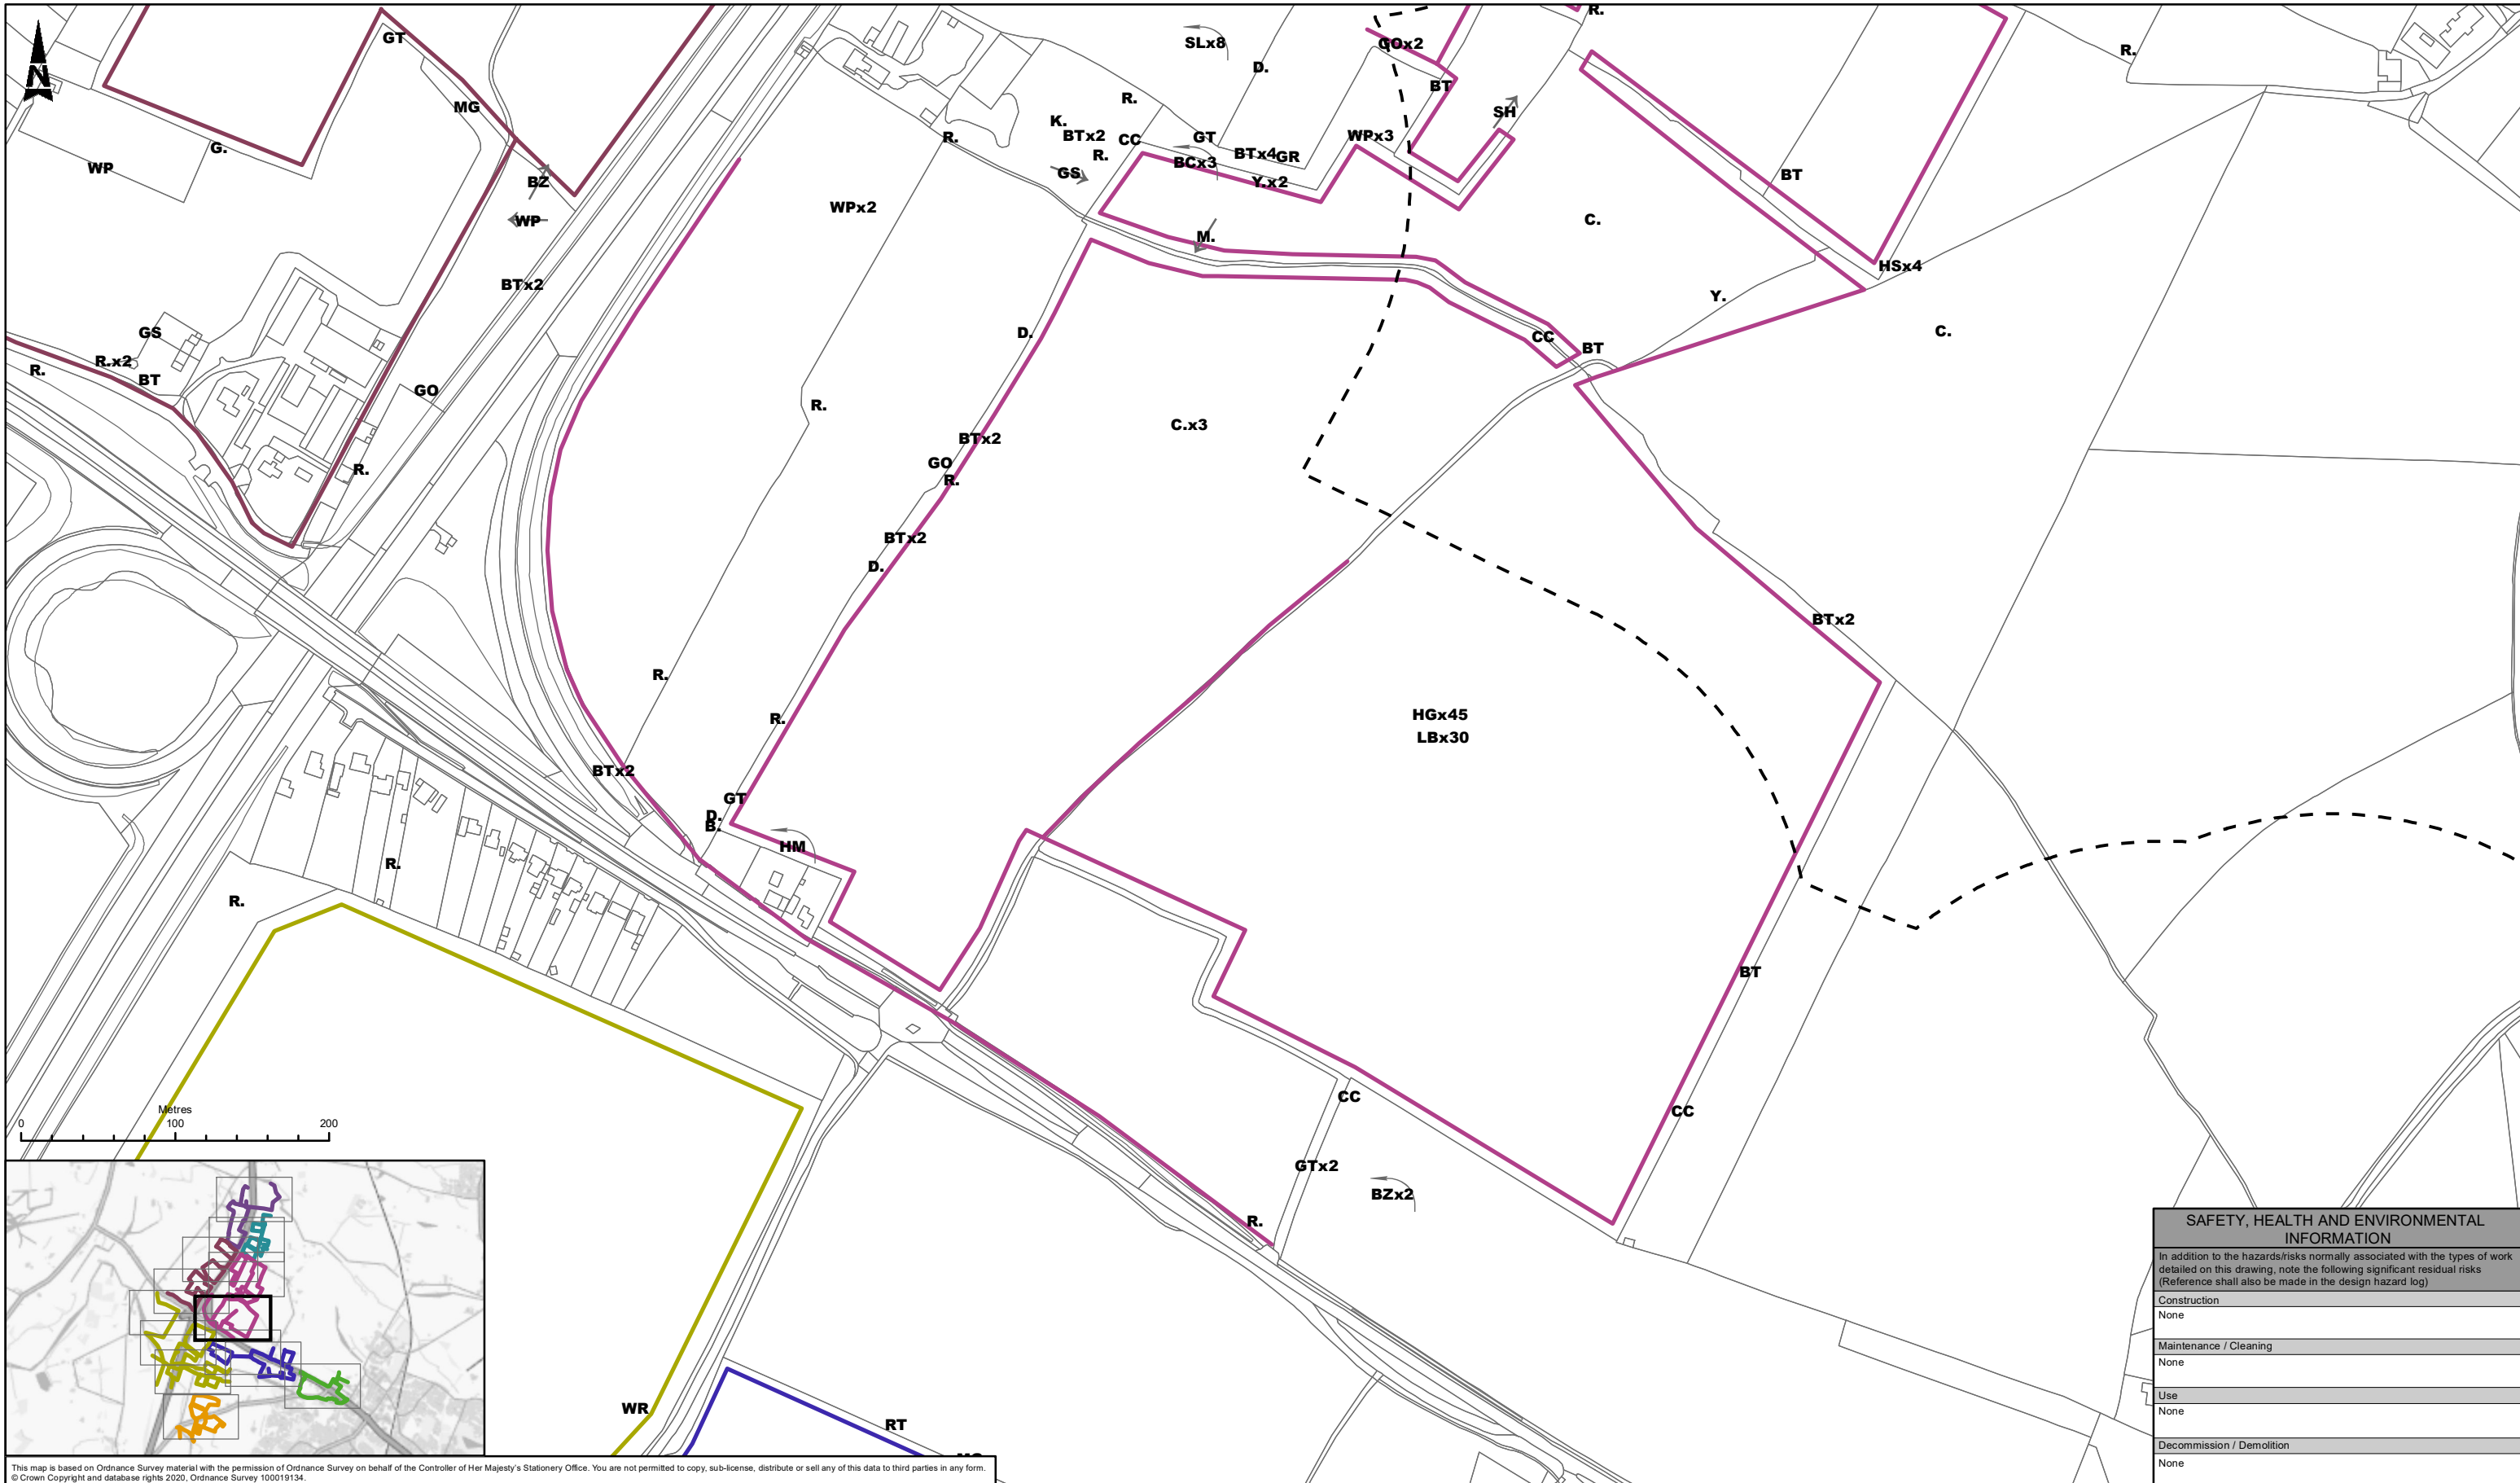 N
GT
MG
G.
WP
BZ
WP
BTx2
GS
R.x2
R.
BT
GO
R.
SLx8
D.
GOx2
R.
R.
BT
SH
K.
BTx2
R.
R.
CC
GT
WPx3
BTx4
GR
BCx3
Y.x2
GS
M.
WPx2
BT
C.
HSx4
Y.
C.
R.
D.
CC
BT
R.
C.x3
BTx2
GO
R.
BTx2
D.
BTx2
R.
R.
HGx45
LBx30
BTx2
GT
D.
B.
HM
R.
R.
BT
CC
CC
GTx2
BZx2
R.
WR
RT
Metres
0 100 200
SAFETY, HEALTH AND ENVIRONMENTAL
INFORMATION
In addition to the hazards/risks normally associated with the types of work
detailed on this drawing, note the following significant residual risks
(Reference shall also be made in the design hazard log)
Construction
None
Maintenance / Cleaning
None
Use
None
Decommission / Demolition
None
This map is based on Ordnance Survey material with the permission of Ordnance Survey on behalf of the Controller of Her Majesty's Stationery Office. You are not permitted to copy, sub-license, distribute or sell any of this data to third parties in any form.
© Crown Copyright and database rights 2020, Ordnance Survey 100019134.